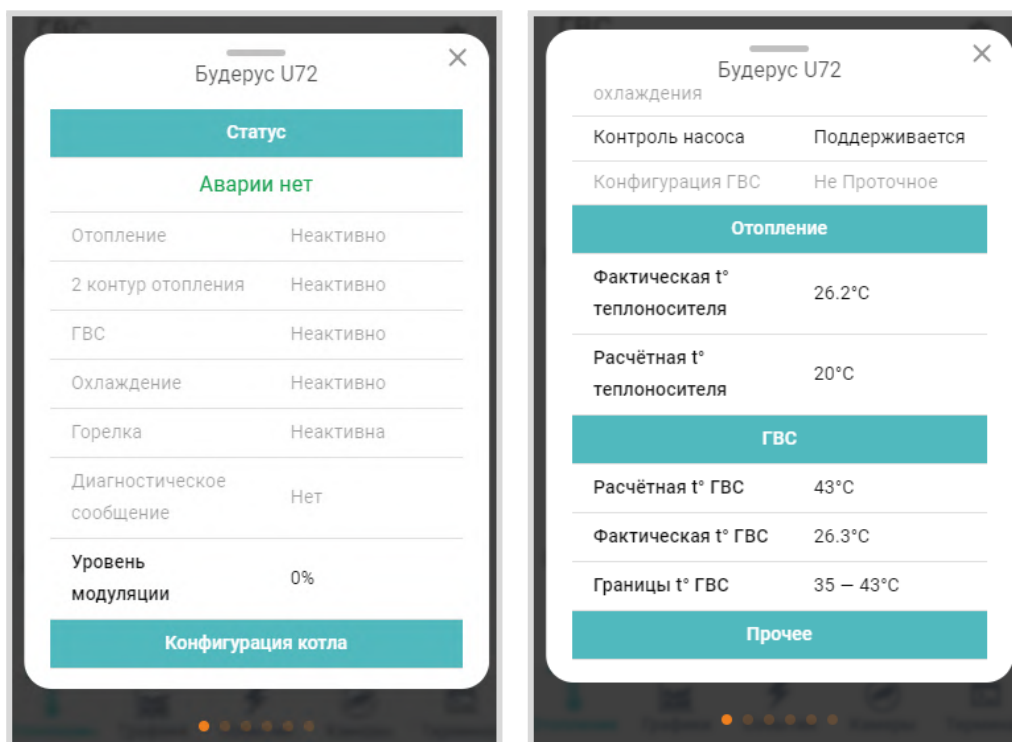 ГВС
Будерус U72
Статус
Аварии нет
Отопление Неактивно
2 контур отопления Неактивно
ГВС Неактивно
Охлаждение Неактивно
Горелка Неактивна
Диагностическое
сообщение Нет
Уровень
модуляции 0%
Конфигурация котла
ГВС
Будерус U72
охлаждения
Контроль насоса Поддерживается
Конфигурация ГВС Не Проточное
Отопление
Фактическая t°
теплоносителя 26.2°C
Расчётная t°
теплоносителя 20°C
ГВС
Расчётная t° ГВС 43°C
Фактическая t° ГВС 26.3°C
Границы t° ГВС 35 — 43°C
Прочее